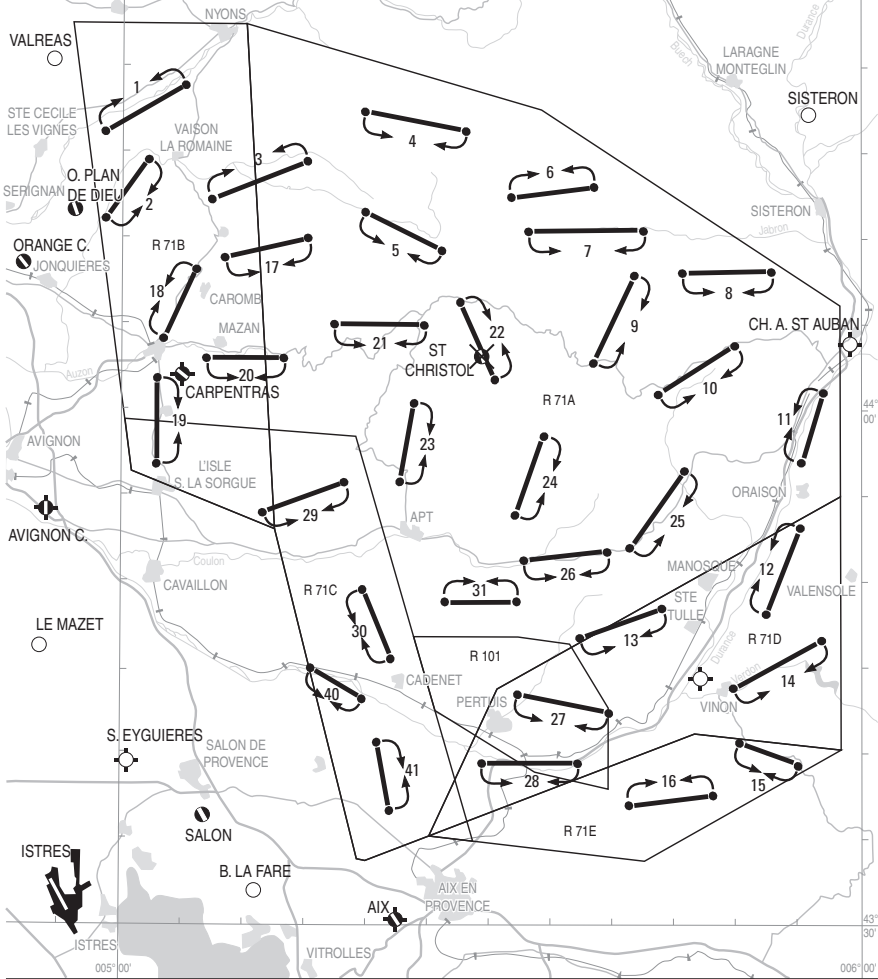 NYONS
VALREAS
LARAGNE
MONTEGLIN
Durance
Buech
SISTERON
1
STE CECILE
LES VIGNES
VAISON
LA ROMAINE
4
3
6
O. PLAN
DE DIEU
SERIGNAN
2
SISTERON
Jabron
R 71B
5
7
ORANGE C.
JONQUIERES
17
18
CAROMB
8
9
MAZAN
22
CH. A. ST AUBAN
21
ST
CHRISTOL
Auzon
20
CARPENTRAS
10
R 71A
44°
00'
19
11
23
AVIGNON
L'ISLE
S. LA SORGUE
24
ORAISON
29
25
APT
AVIGNON C.
Coulon
CAVAILLON
26
MANOSQUE
12
VALENSOLE
R 71C
31
STE
TULLE
LE MAZET
30
13
R 71D
Durance
R 101
CADENET
Verdon
14
40
PERTUIS
VINON
27
S. EYGUIERES
SALON DE
PROVENCE
41
28
16
15
SALON
R 71E
ISTRES
B. LA FARE
AIX EN
PROVENCE
AIX
43°
30'
ISTRES
VITROLLES
005° 00'
006° 00'